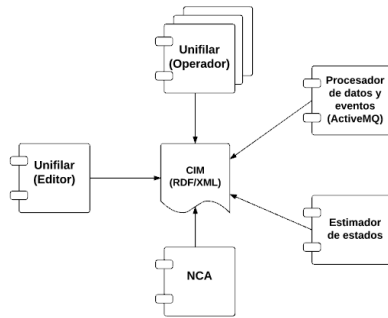 Unifilar
(Operador)
Procesador
de datos y
eventos
(ActiveMQ)
Unifilar
(Editor)
CIM
(RDF/XML)
Estimador
de estados
NCA